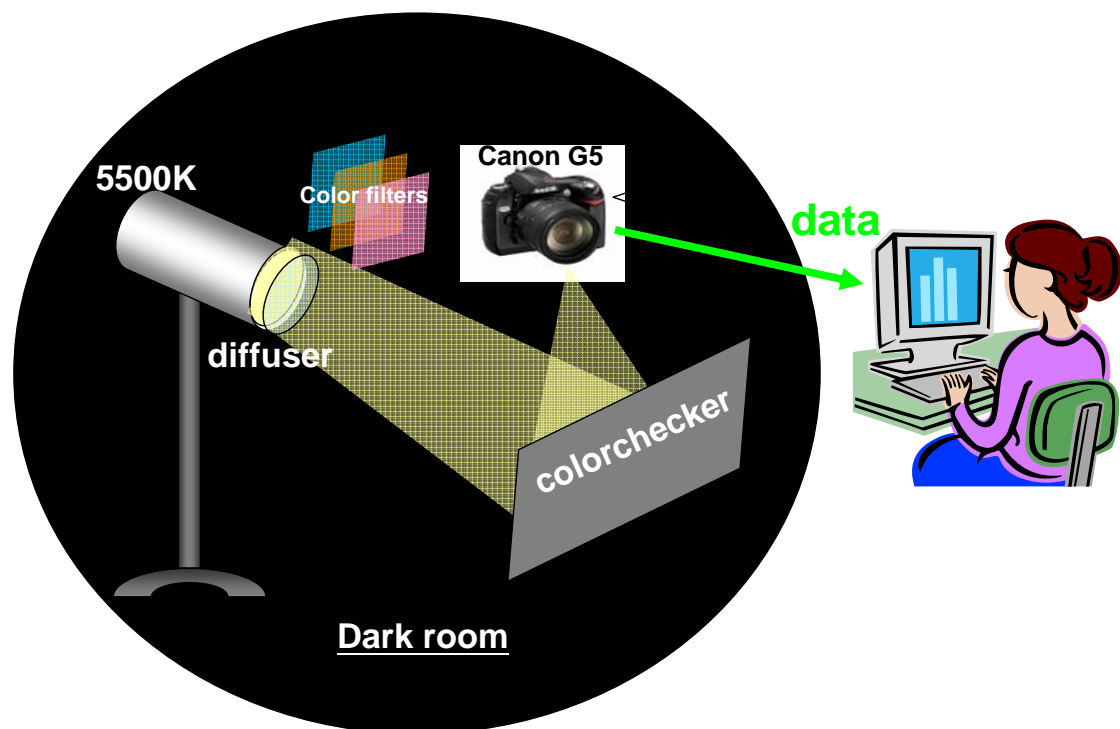 Canon G5
5500K
Color filters
<
data
diffuser
colorchecker
Dark room